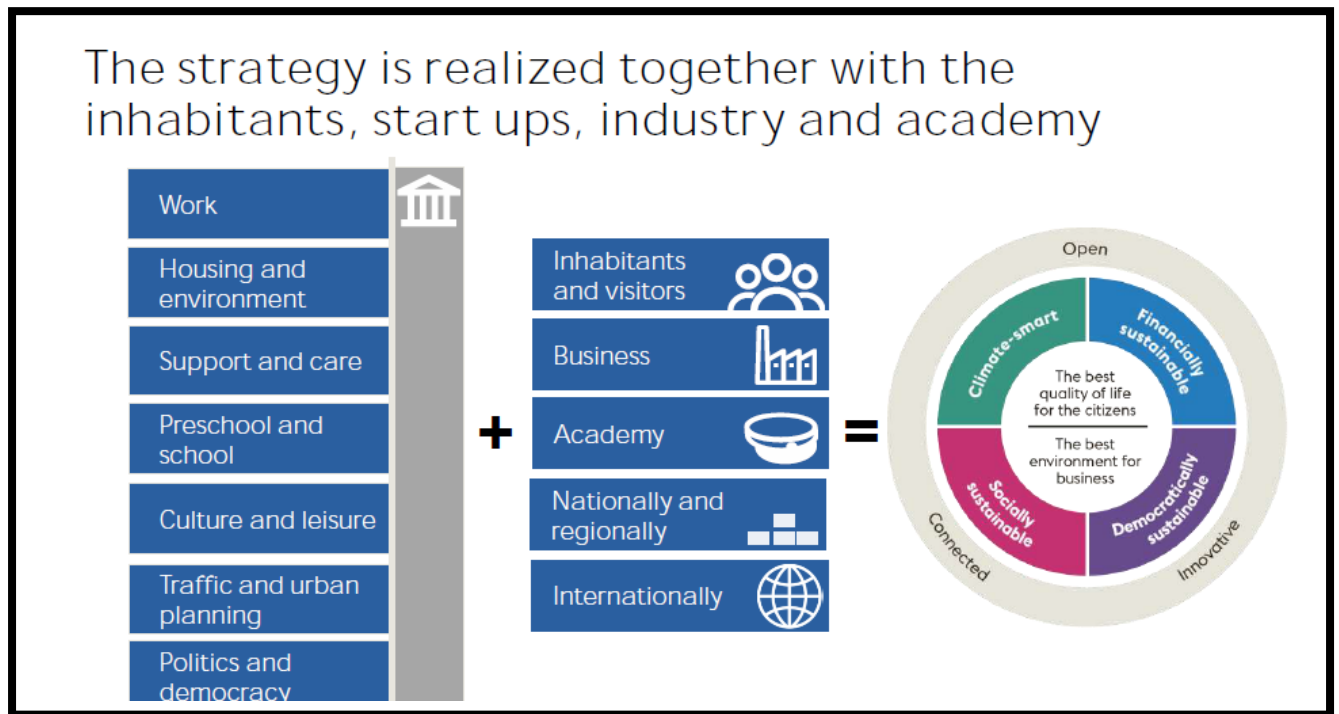 The strategy is realized together with the
inhabitants, start ups, industry and academy
Work
Housing and
environment
Support and care
Preschool and
school
Culture and leisure
Traffic and urban
planning
Politics and
democracy
+
Inhabitants
and visitors
Business
Academy
Nationally and
regionally
Internationally
=
Open
Climate-smart
Financially
sustainable
The best
quality of life
for the citizens
The best
environment for
business
Socially
sustainable
Democratically
sustainable
Connected
Innovative